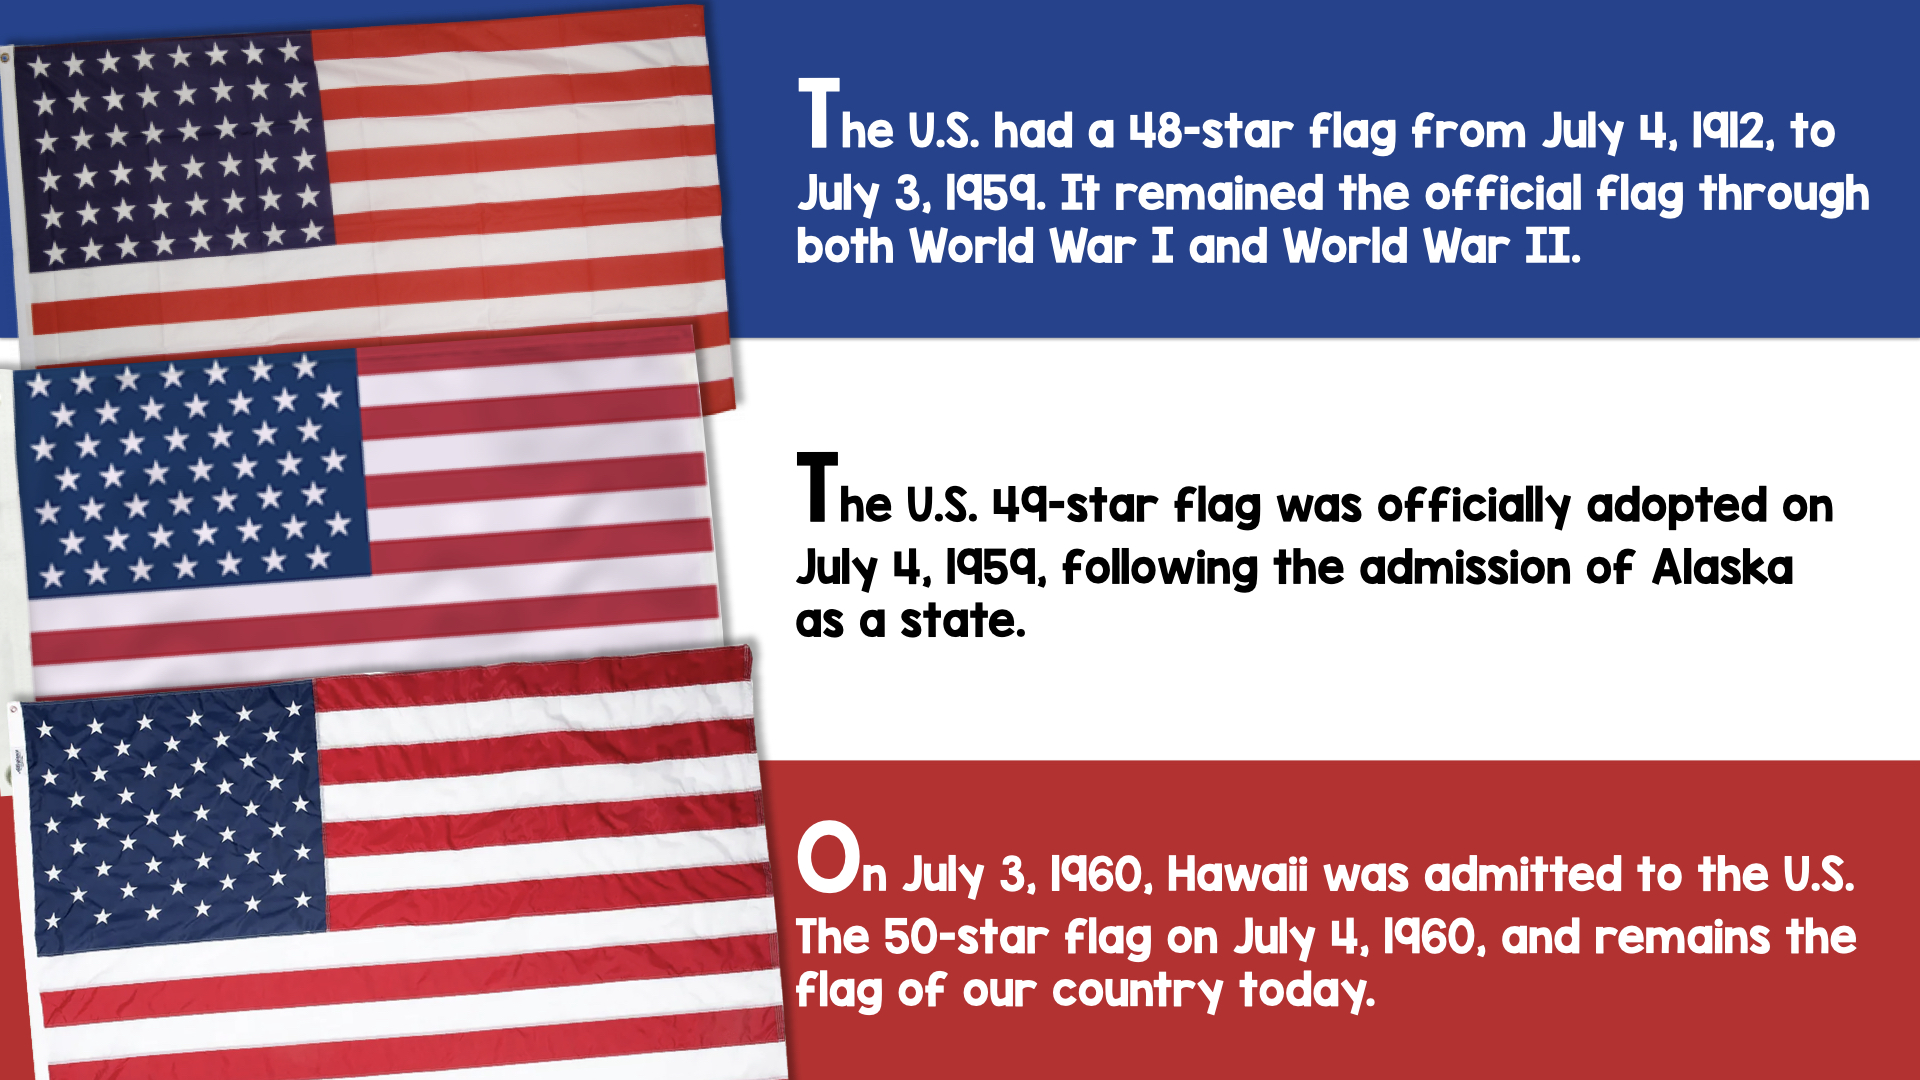 The U.S. had a 48-star flag from July 4, 1912, to
July 3, 1959. It remained the official flag through
both World War I and World War II.
The U.S. 49-star flag was officially adopted on
July 4, 1959, following the admission of Alaska
as a state.
On July 3, 1960, Hawaii was admitted to the U.S.
The 50-star flag on July 4, 1960, and remains the
flag of our country today.